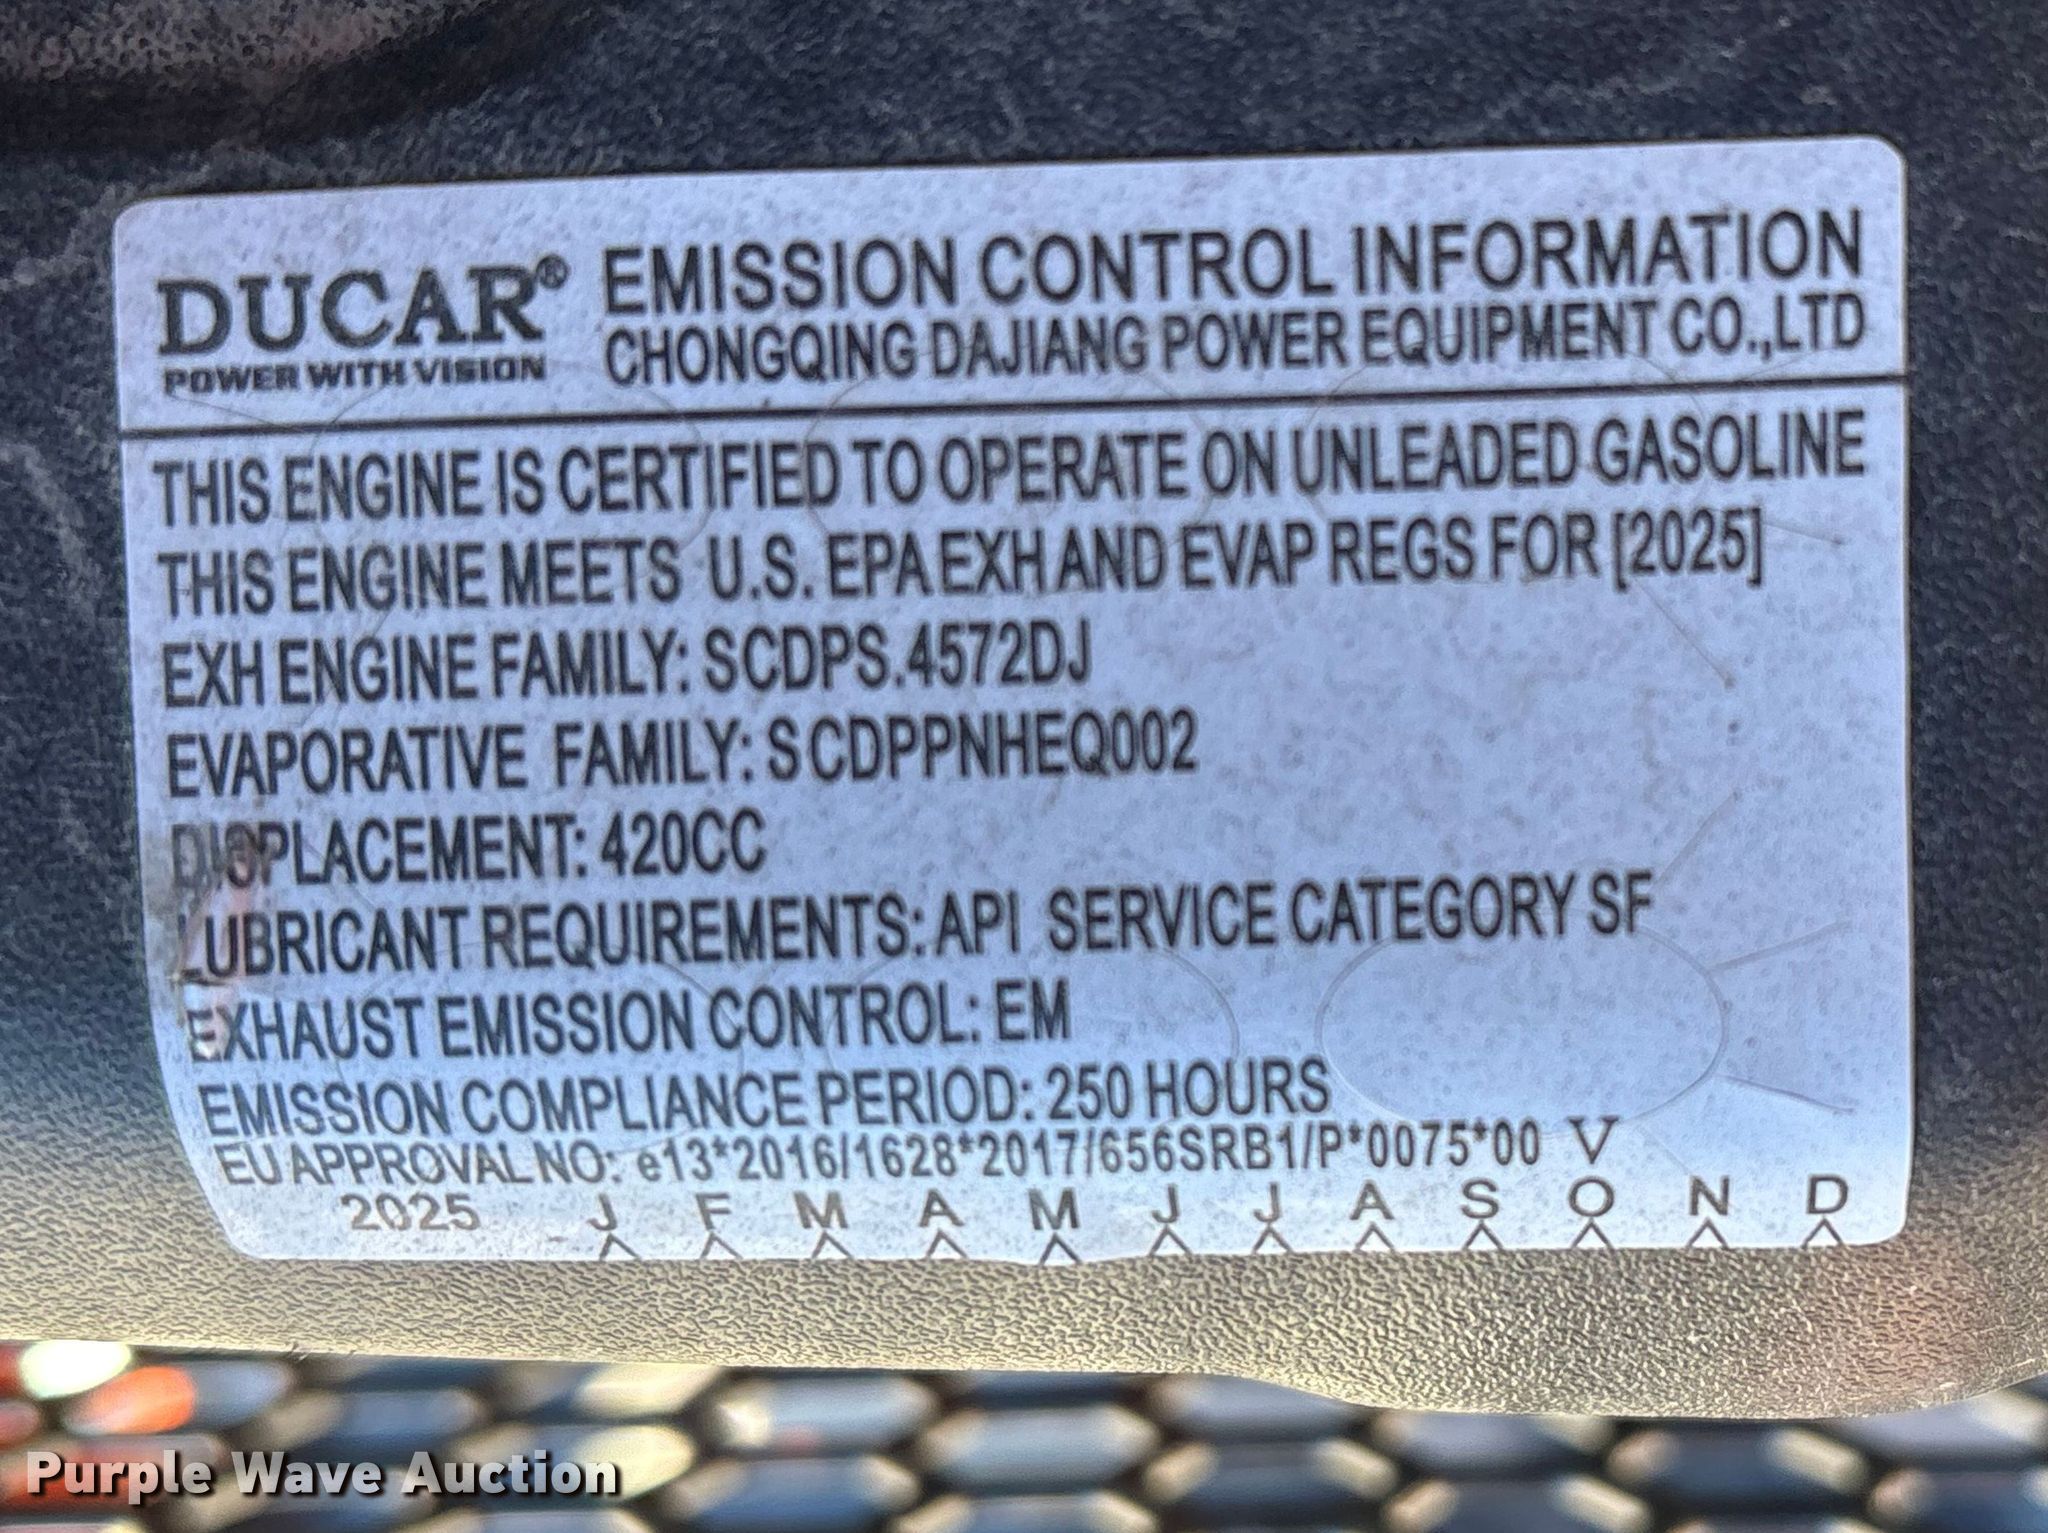 DUCAR®
POWER WITH VISION
EMISSION CONTROL INFORMATION
CHONGQING DAJIANG POWER EQUIPMENT CO.,LTD
THIS ENGINE IS CERTIFIED TO OPERATE ON UNLEADED GASOLINE
THIS ENGINE MEETS U.S. EPA EXH AND EVAP REGS FOR [2025]
EXH ENGINE FAMILY: SCDPS.4572DJ
EVAPORATIVE FAMILY: SCDPPNHEQ002
DISPLACEMENT: 420CC
LUBRICANT REQUIREMENTS: API SERVICE CATEGORY SF
EXHAUST EMISSION CONTROL: EM
EMISSION COMPLIANCE PERIOD: 250 HOURS
EU APPROVAL NO: e13*2016/1628*2017/656SRB1/P*0075*00 V
2025 J F M A M J J A S O N D
Purple Wave Auction